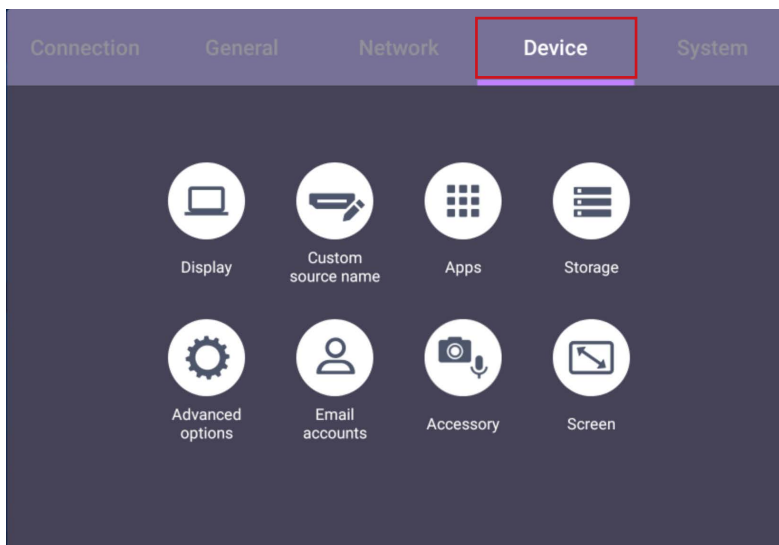 Connection General Network Device System
Display
Custom
source name
Apps
Storage
Advanced
options
Email
accounts
Accessory
Screen